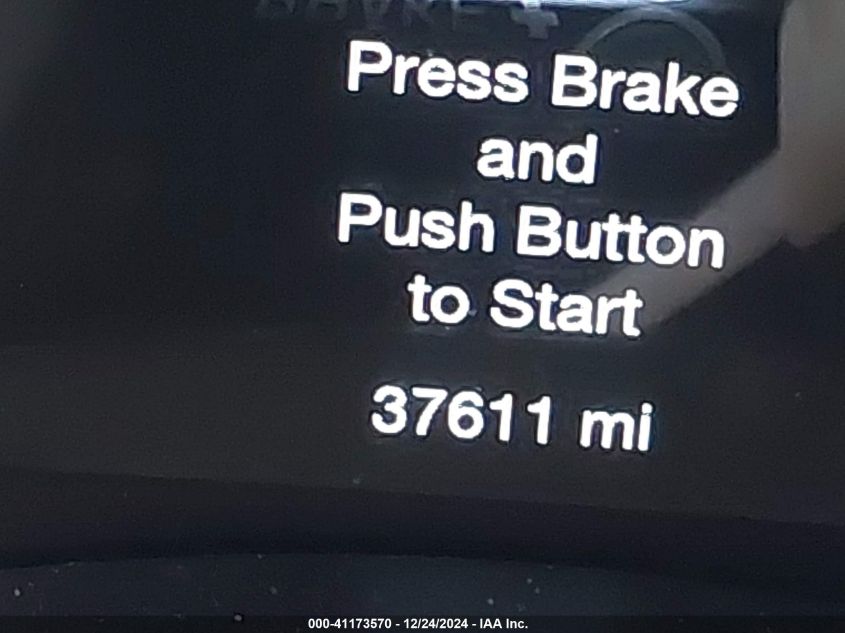 Press Brake
and
Push Button
to Start
37611 mi
000-41173570 - 12/24/2024 - IAA Inc.